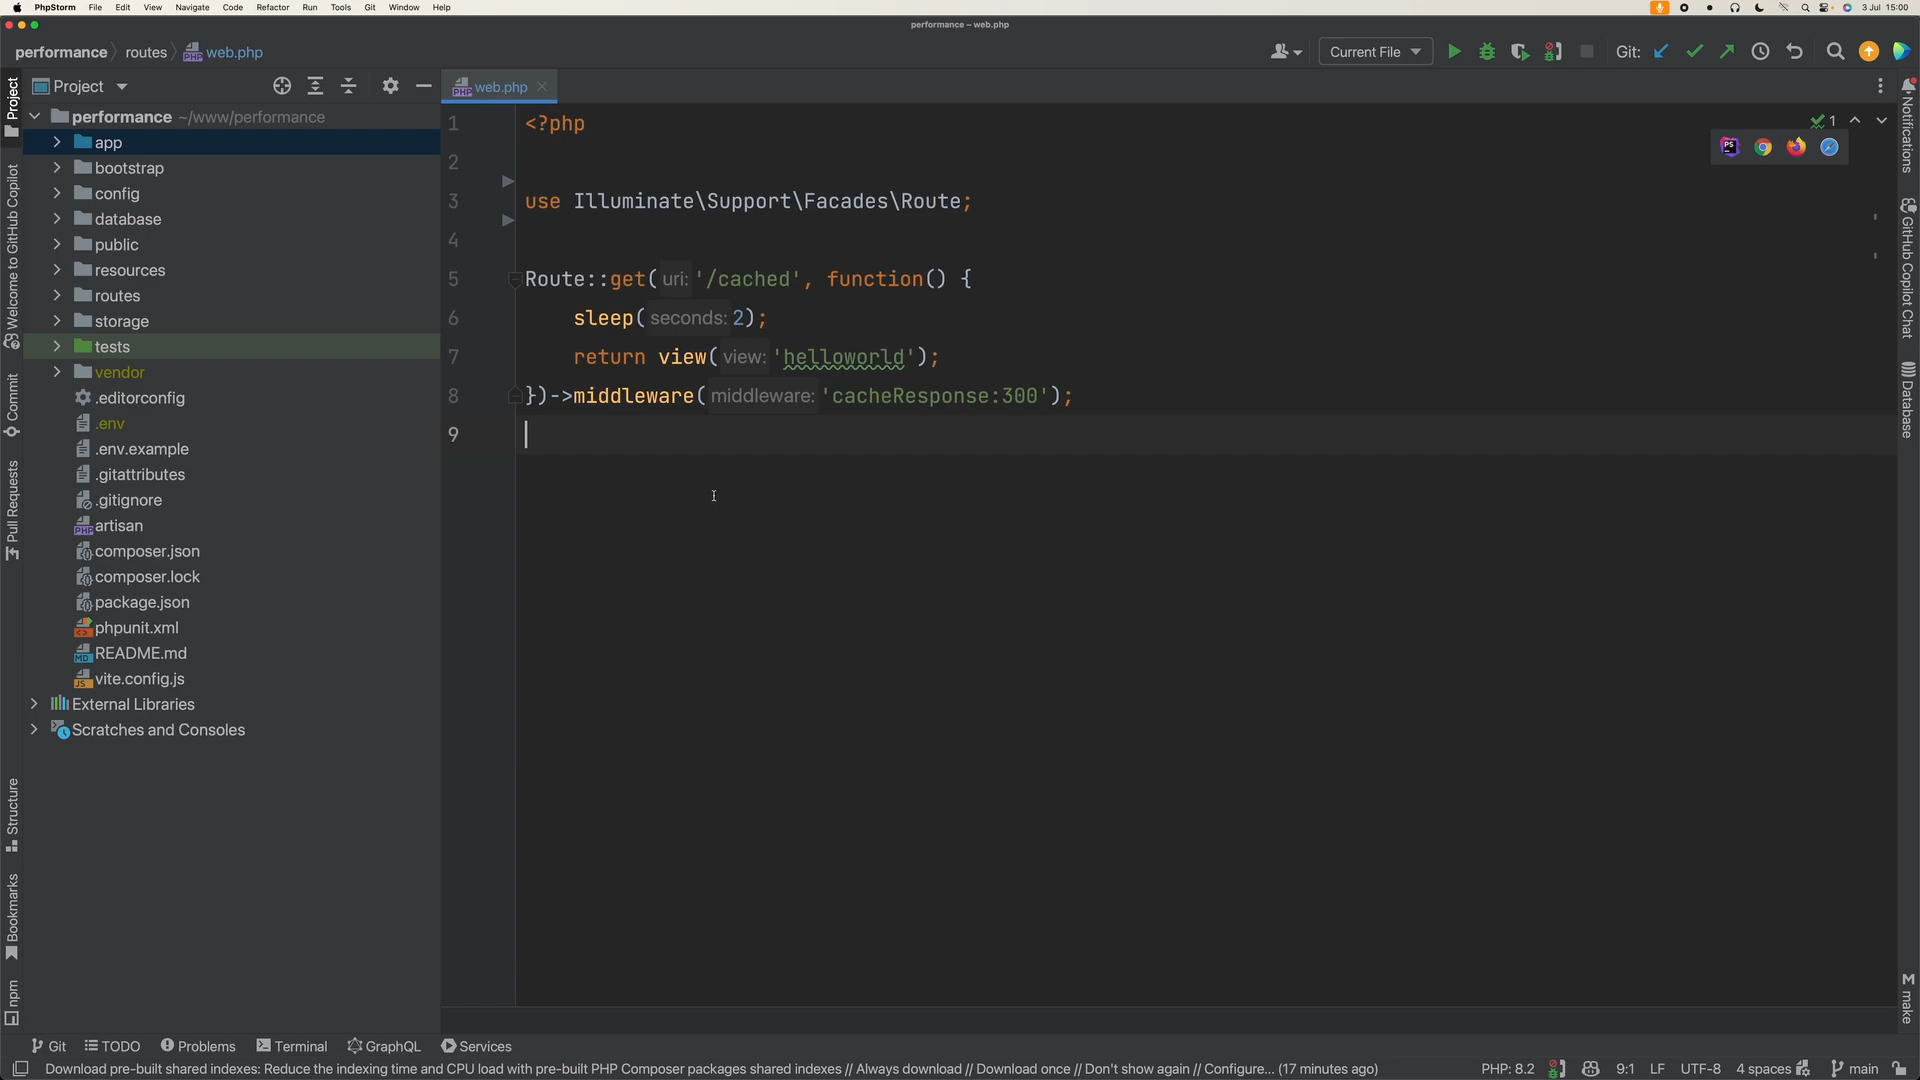 PhpStorm File Edit View Navigate Code Refactor Run Tools Git Window Help
3 Jul 15:00
performance – web.php
performance routes web.php
Current File
Git:
Project
web.php
performance ~/www/performance
app
bootstrap
config
database
public
resources
routes
storage
tests
vendor
.editorconfig
.env
.env.example
.gitattributes
.gitignore
artisan
composer.json
composer.lock
package.json
phpunit.xml
README.md
vite.config.js
External Libraries
Scratches and Consoles
1 <?php
2
3 use Illuminate\Support\Facades\Route;
4
5 Route::get( uri: '/cached', function() {
6 sleep( seconds: 2);
7 return view( view: 'helloworld');
8 })->middleware( middleware: 'cacheResponse:300');
9
1
Project
Welcome to GitHub Copilot
Commit
Pull Requests
Structure
Bookmarks
npm
Notifications
GitHub Copilot Chat
Database
make
Git TODO Problems Terminal GraphQL Services
Download pre-built shared indexes: Reduce the indexing time and CPU load with pre-built PHP Composer packages shared indexes // Always download // Download once // Don't show again // Configure... (17 minutes ago)
PHP: 8.2 9:1 LF UTF-8 4 spaces main